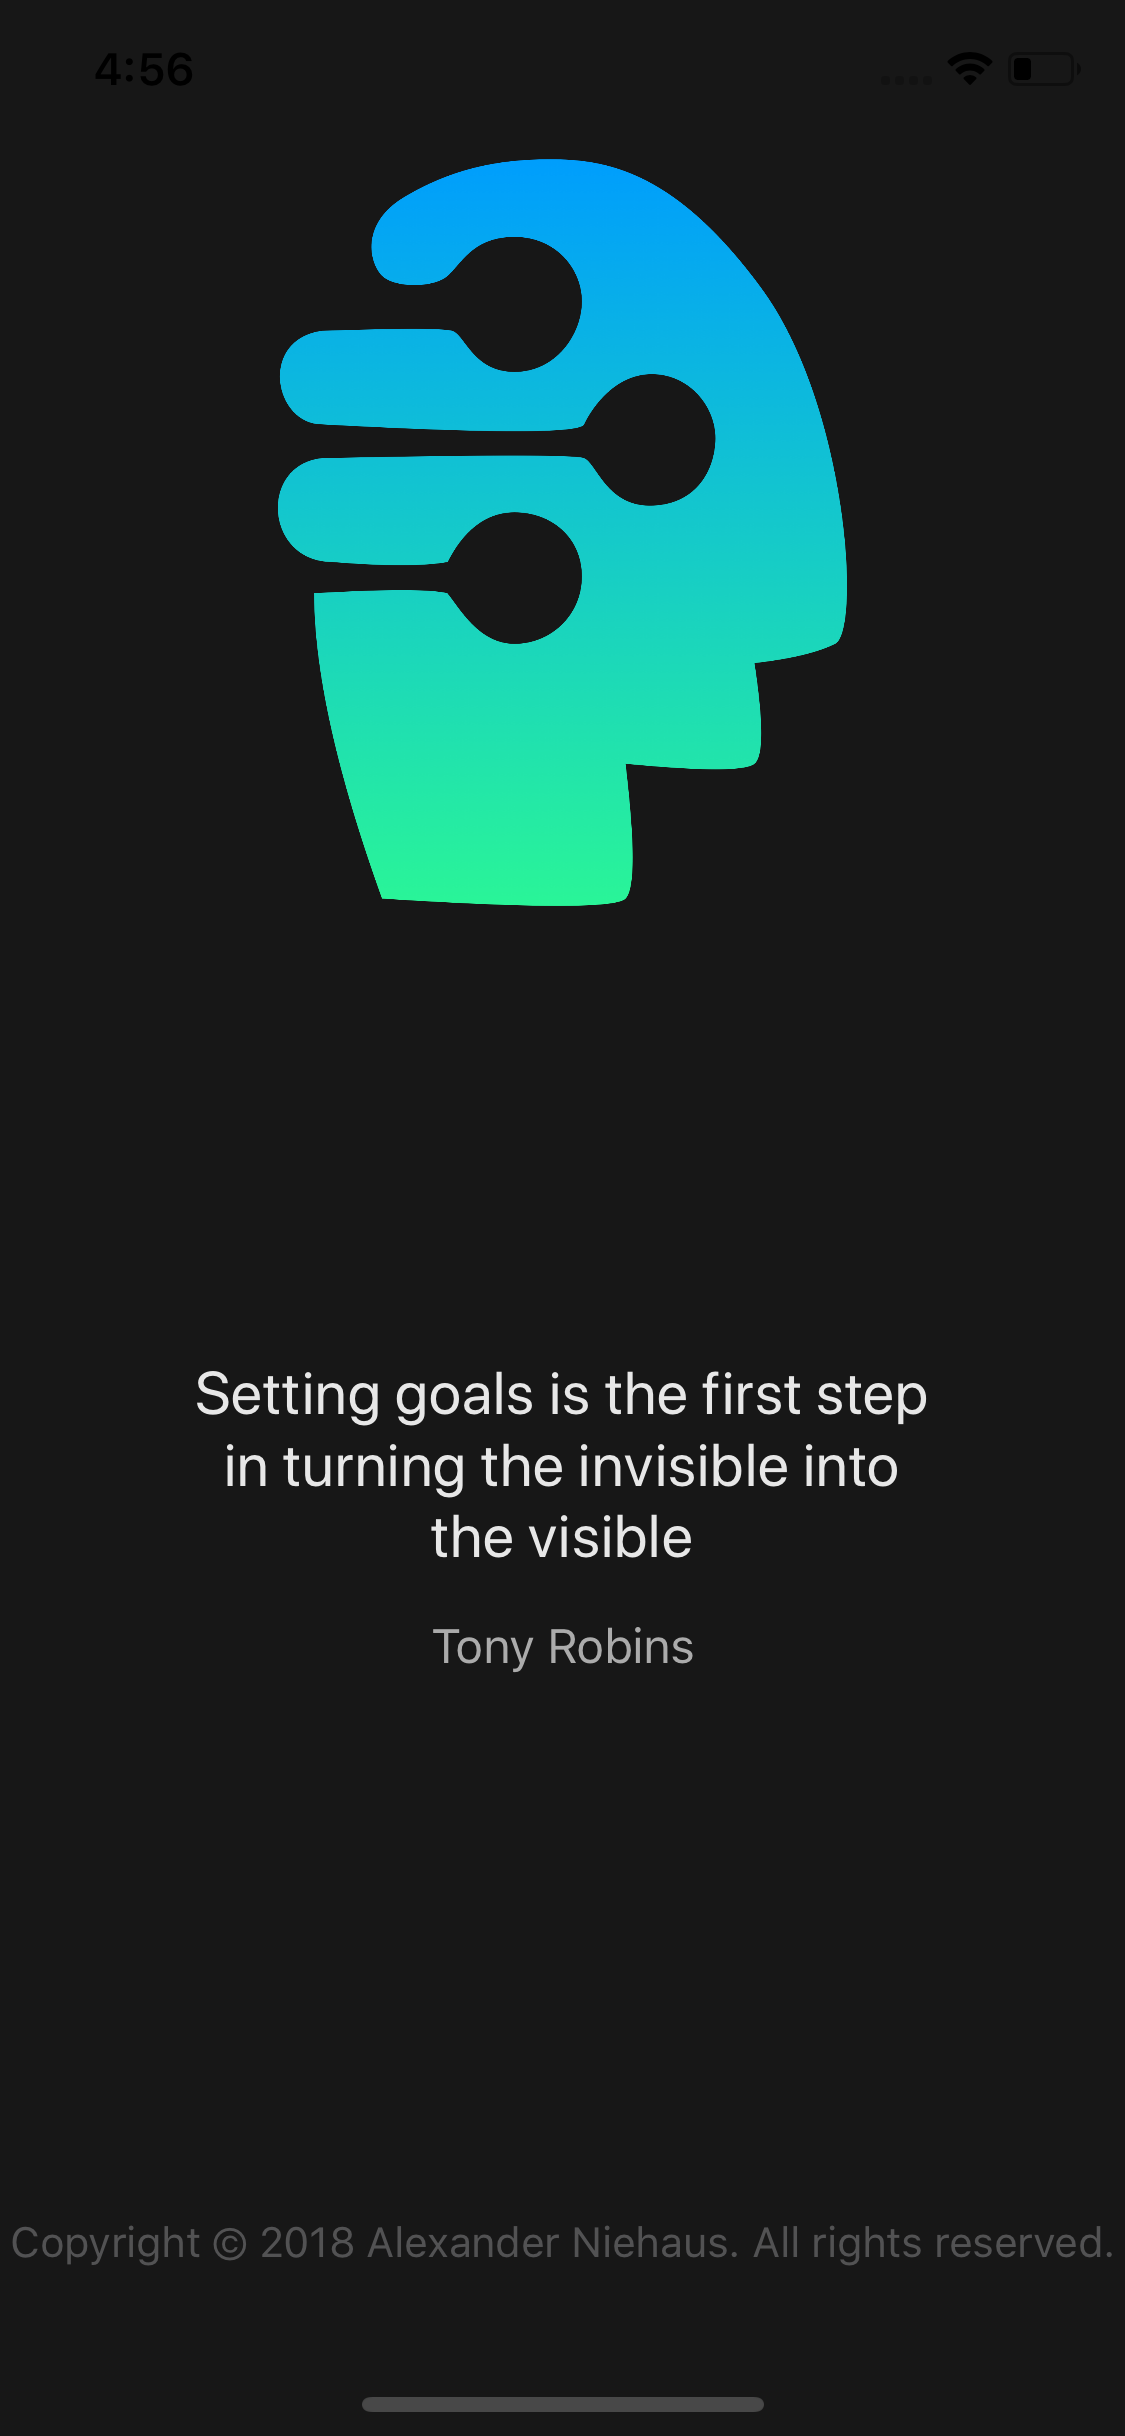 4:56
Setting goals is the first step
in turning the invisible into
the visible
Tony Robins
Copyright © 2018 Alexander Niehaus. All rights reserved.